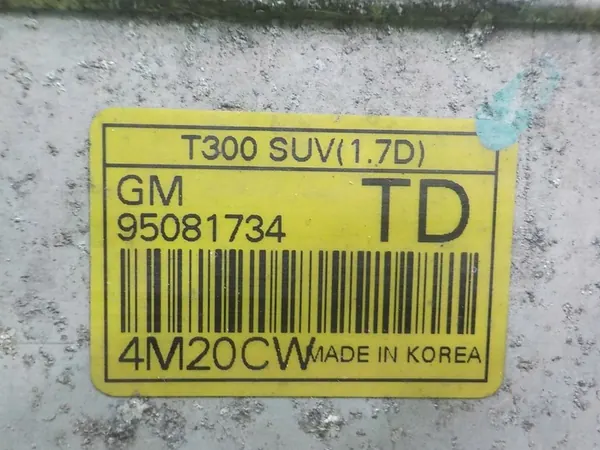 T300 SUV(1.7D)
GM TD
95081734
4M20CW MADE IN KOREA